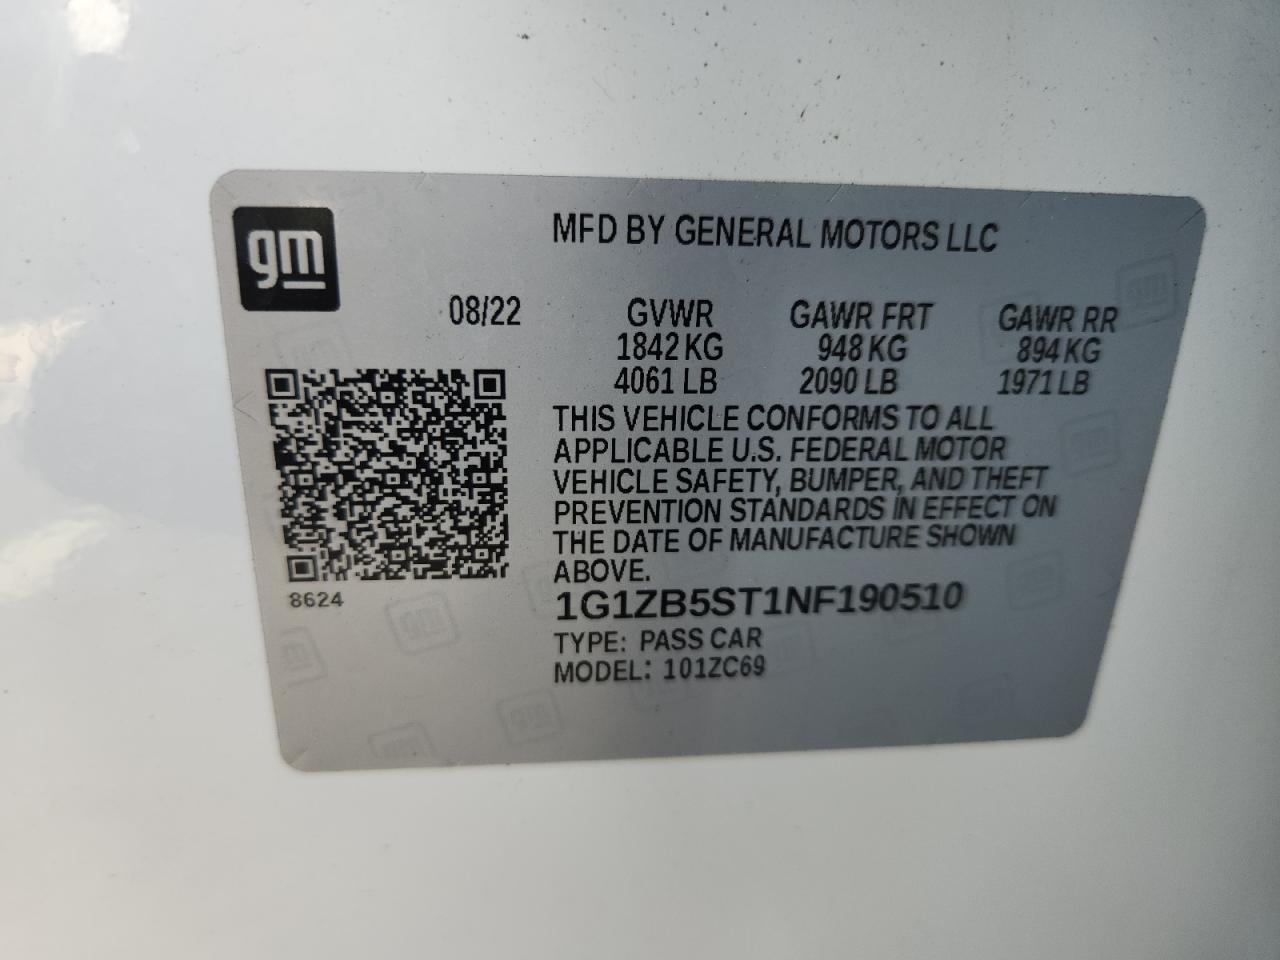 gm
MFD BY GENERAL MOTORS LLC
08/22 GVWR GAWR FRT GAWR RR
1842 KG 948 KG 894 KG
4061 LB 2090 LB 1971 LB
THIS VEHICLE CONFORMS TO ALL
APPLICABLE U.S. FEDERAL MOTOR
VEHICLE SAFETY, BUMPER, AND THEFT
PREVENTION STANDARDS IN EFFECT ON
THE DATE OF MANUFACTURE SHOWN
ABOVE.
8624
1G1ZB5ST1NF190510
TYPE: PASS CAR
MODEL: 101ZC69